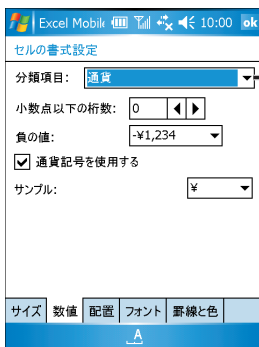 Excel Mobile 10:00 ok
セルの書式設定
分類項目: 通貨
小数点以下の桁数: 0
負の値: -¥1,234
通貨記号を使用する
サンプル: ¥
サイズ 数値 配置 フォント 罫線と色
A